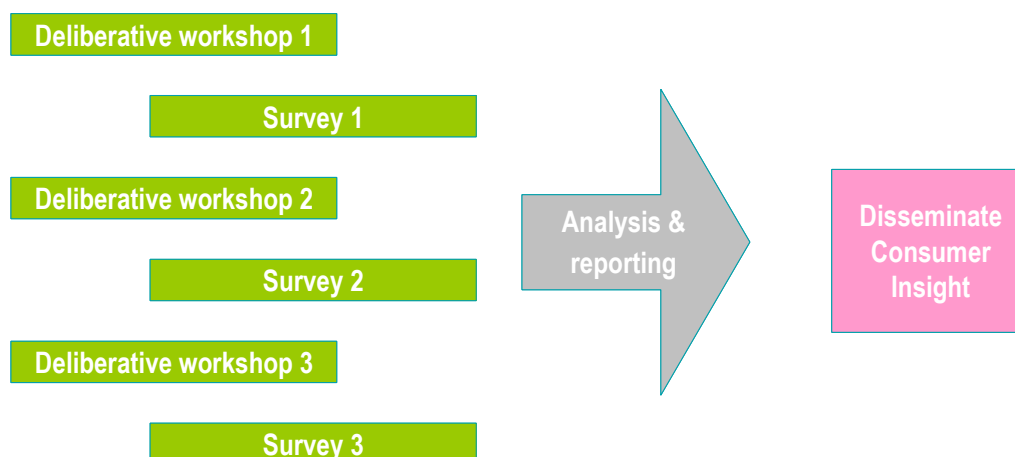 Deliberative workshop 1
Survey 1
Deliberative workshop 2
Survey 2
Deliberative workshop 3
Survey 3
Analysis &
reporting
Disseminate
Consumer
Insight